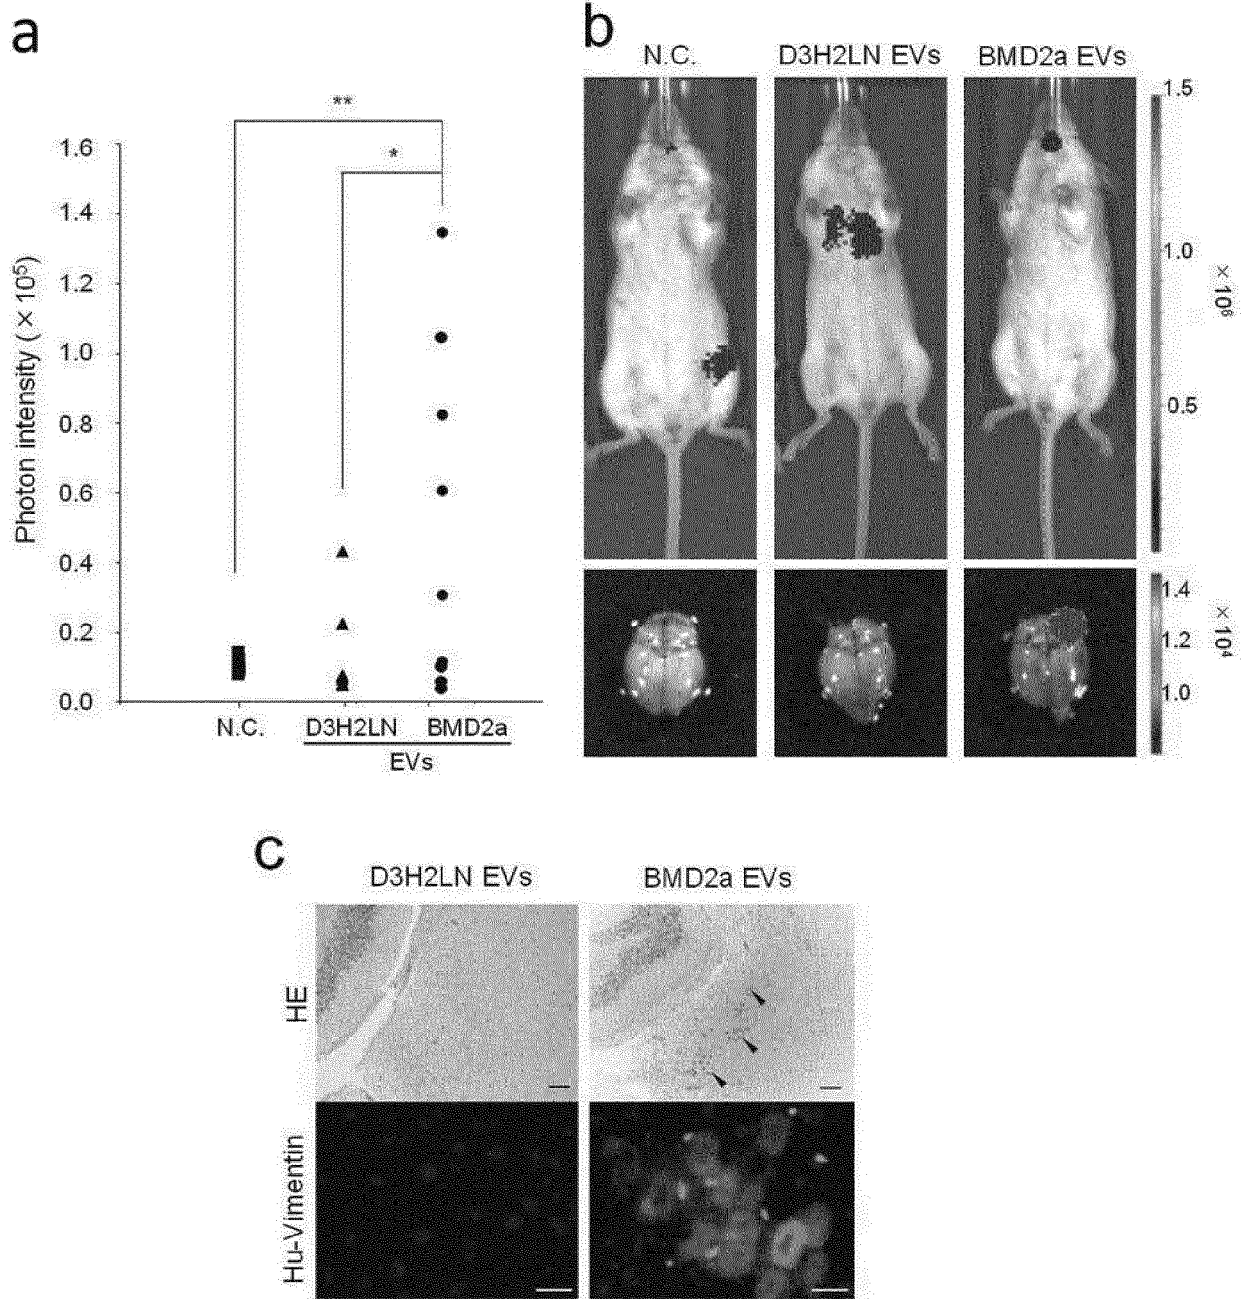 a
**
*
1.6
1.4
1.2
1.0
0.8
0.6
0.4
0.2
0.0
Photon intensity (×10⁵)
N.C.
D3H2LN
BMD2a
EVs
b
N.C.
D3H2LN EVs
BMD2a EVs
1.5
1.0
0.5
×10⁶
1.4
1.2
1.0
×10⁴
c
D3H2LN EVs
BMD2a EVs
HE
Hu-Vimentin